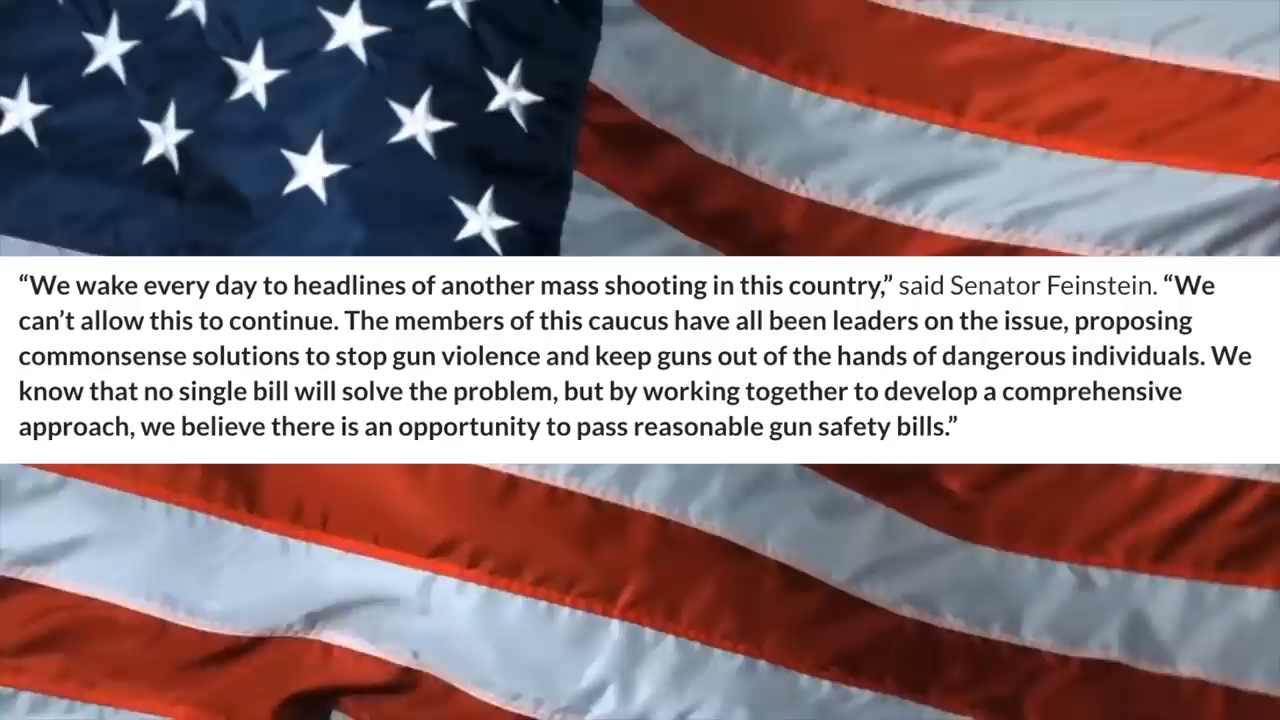 “We wake every day to headlines of another mass shooting in this country,” said Senator Feinstein. “We
can’t allow this to continue. The members of this caucus have all been leaders on the issue, proposing
commonsense solutions to stop gun violence and keep guns out of the hands of dangerous individuals. We
know that no single bill will solve the problem, but by working together to develop a comprehensive
approach, we believe there is an opportunity to pass reasonable gun safety bills.”